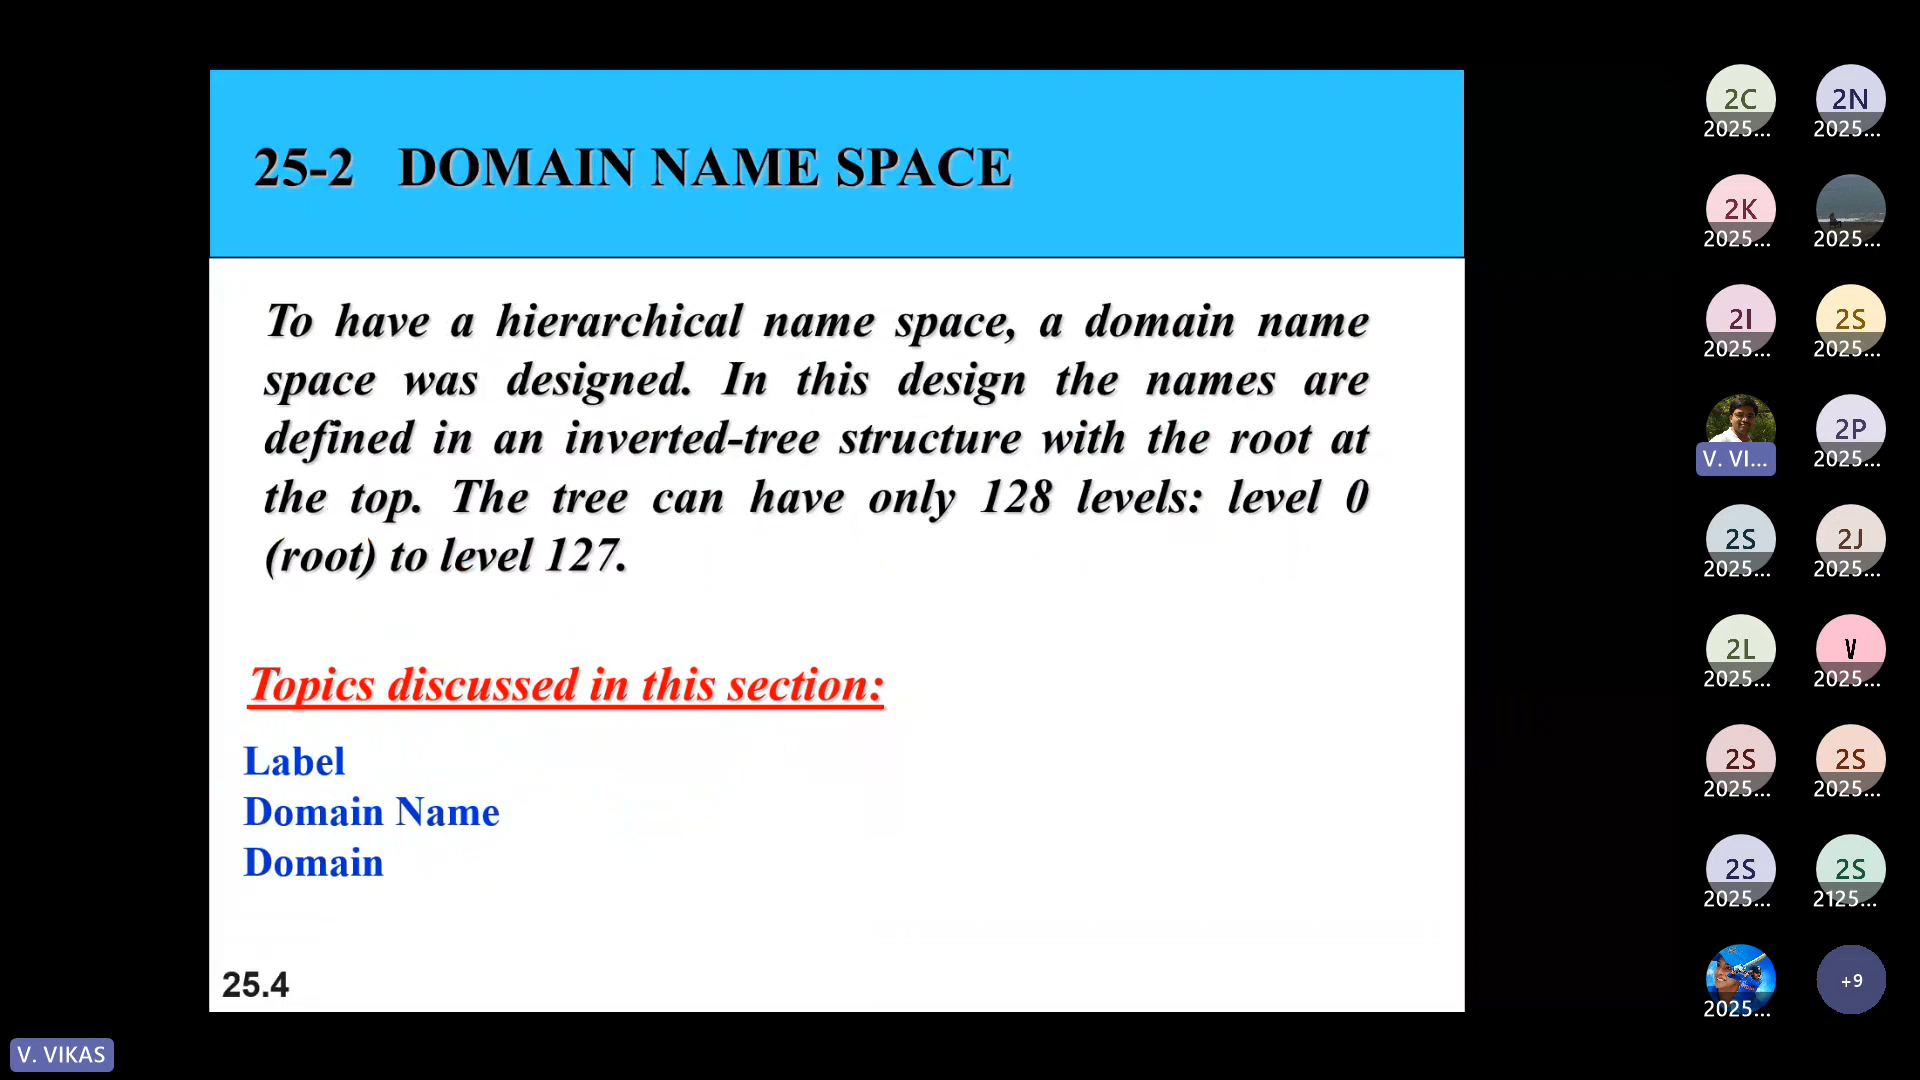 25-2 DOMAIN NAME SPACE
To have a hierarchical name space, a domain name
space was designed. In this design the names are
defined in an inverted-tree structure with the root at
the top. The tree can have only 128 levels: level 0
(root) to level 127.
Topics discussed in this section:
Label
Domain Name
Domain
25.4
V. VIKAS
2C
2025...
2N
2025...
2K
2025...
2025...
2I
2025...
2S
2025...
V. VI...
2P
2025...
2S
2025...
2J
2025...
2L
2025...
V
2025...
2S
2025...
2S
2025...
2S
2025...
2S
2125...
2025...
+9